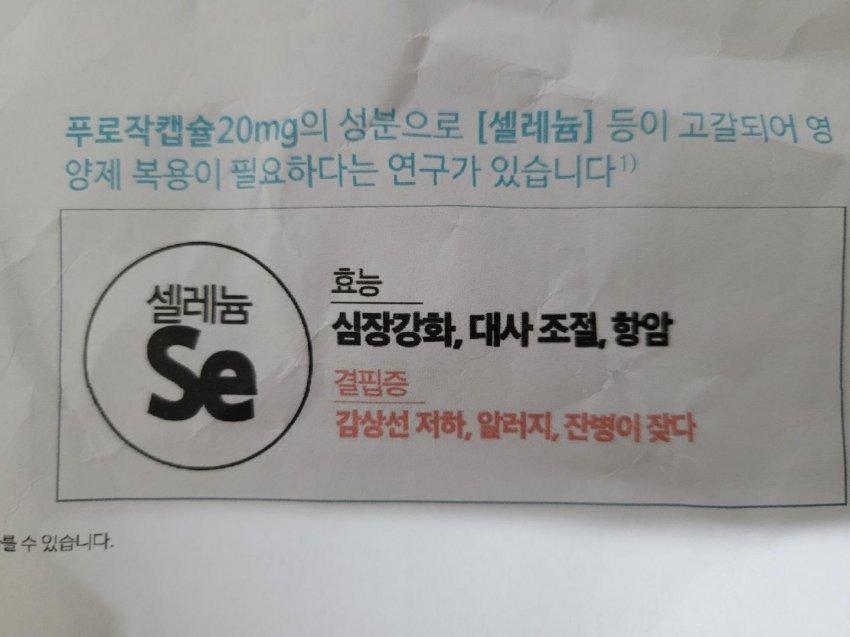 푸로작캡슐20mg의 성분으로 [셀레늄] 등이 고갈되어 영
양제 복용이 필요하다는 연구가 있습니다1)
셀레늄
Se
효능
심장강화, 대사 조절, 항암
결핍증
감상선 저하, 알러지, 잔병이 잦다
를 수 있습니다.